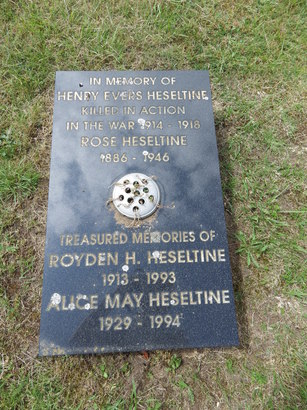 IN MEMORY OF
HENRY EVERS HESELTINE
KILLED IN ACTION
IN THE WAR 1914 - 1918
ROSE HESELTINE
1886 - 1946
TREASURED MEMORIES OF
ROYDEN H. HESELTINE
1913 - 1993
ALICE MAY HESELTINE
1929 - 1994